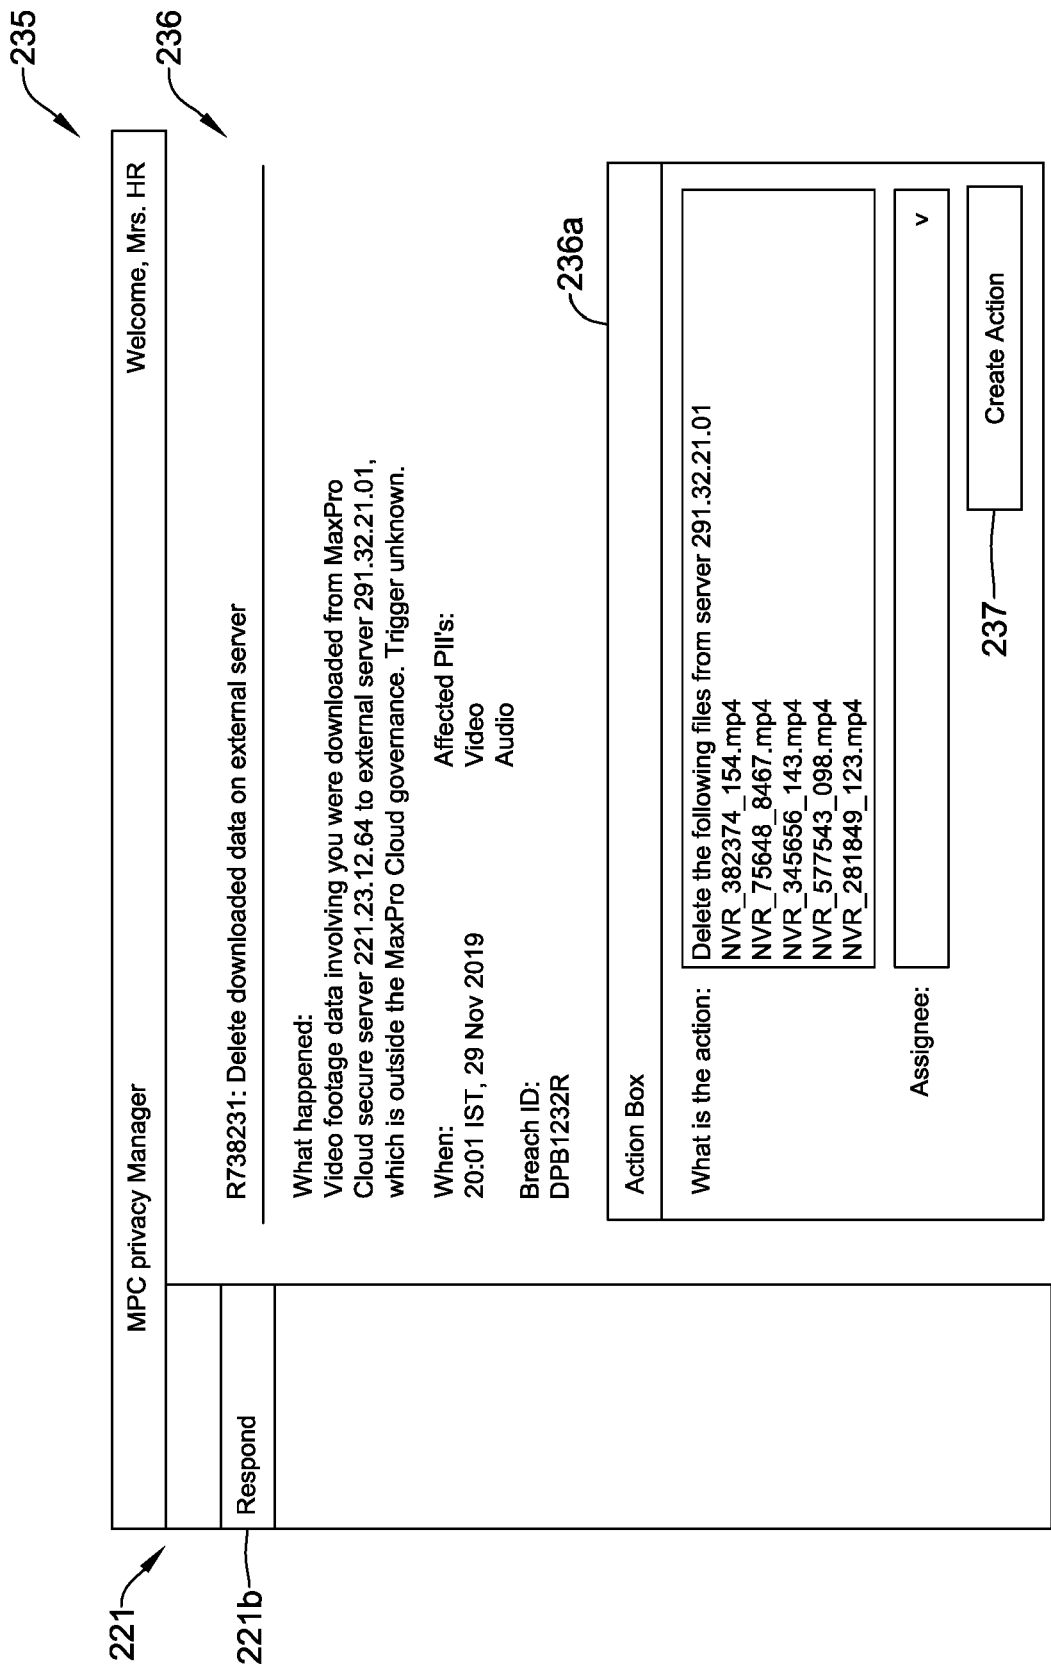 235
MPC privacy Manager
Welcome, Mrs. HR
221
236
Respond
221b
R738231: Delete downloaded data on external server
What happened:
Video footage data involving you were downloaded from MaxPro
Cloud secure server 221.23.12.64 to external server 291.32.21.01,
which is outside the MaxPro Cloud governance. Trigger unknown.
When:
20:01 IST, 29 Nov 2019
Affected PII's:
Video
Audio
Breach ID:
DPB1232R
236a
Action Box
What is the action:
Delete the following files from server 291.32.21.01
NVR_382374_154.mp4
NVR_75648_8467.mp4
NVR_345656_143.mp4
NVR_577543_098.mp4
NVR_281849_123.mp4
Assignee:
v
237
Create Action